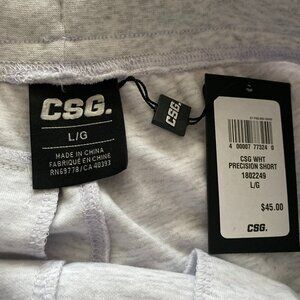 CSG.
L/G
MADE IN CHINA
FABRIQUÉ EN CHINE
RN69778/CA 40393
CSG.
4 00007 77324 0
CSG WHT
PRECISION SHORT
1802249
L/G
$45.00
CSG.